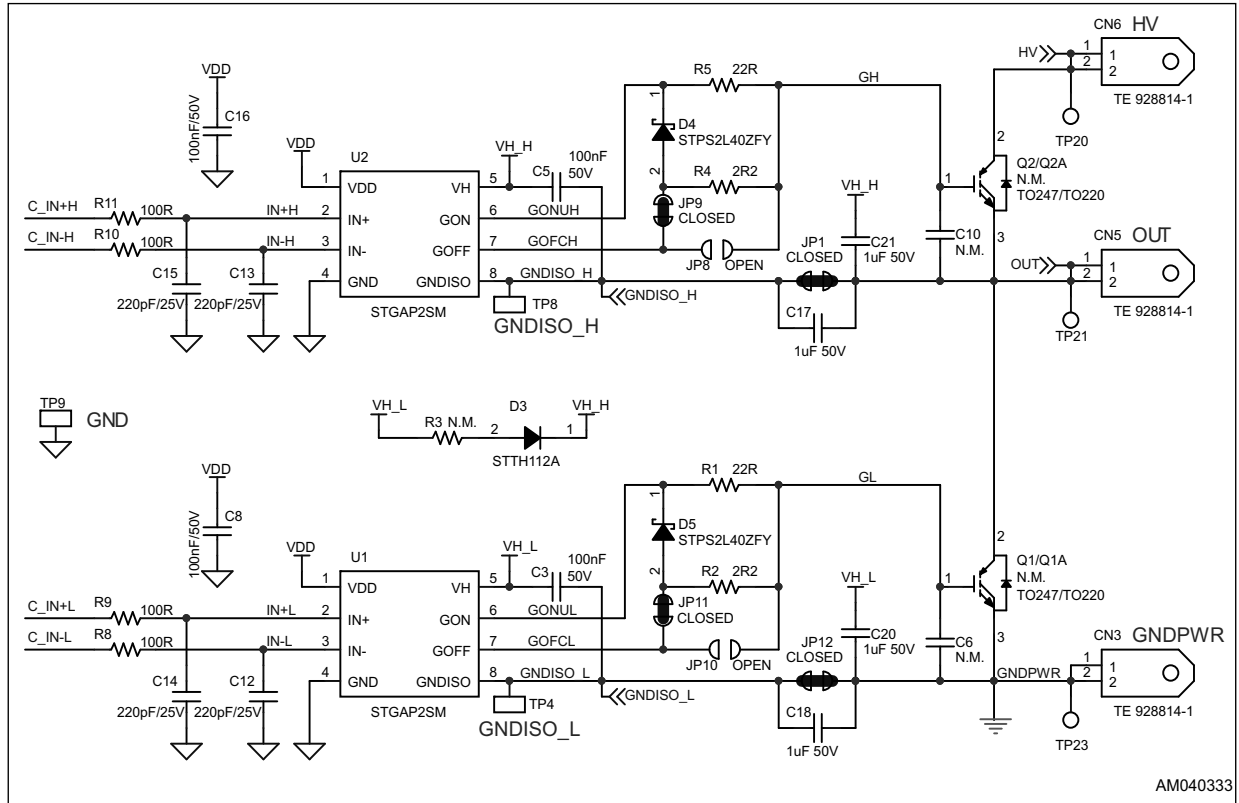 CN6 HV
HV 1 1
2 2
TE 928814-1
TP20
VDD
100nF/50V C16
R5 22R
GH
1
D4
STPS2L40ZFY
2
R4 2R2
JP9
CLOSED
JP8 OPEN
U2
VDD
1 VDD
2 IN+
3 IN-
4 GND
VH 5
GON 6
GOFF 7
GNDISO 8
STGAP2SM
VH_H
C5 100nF
50V
GONUH
GOFCH
GNDISO_H
TP8
GNDISO_H
GNDISO_H
C_IN+H R11 100R IN+H
C_IN-H R10 100R IN-H
C15 C13
220pF/25V 220pF/25V
JP1
CLOSED
VH_H
C21
1uF 50V
C10
N.M.
C17
1uF 50V
2
1
Q2/Q2A
N.M.
TO247/TO220
3
CN5 OUT
OUT 1 1
2 2
TE 928814-1
TP21
TP9 GND
VH_L
R3 N.M.
D3
2 1
STTH112A
VH_H
VDD
100nF/50V C8
R1 22R
GL
1
D5
STPS2L40ZFY
2
R2 2R2
JP11
CLOSED
JP10 OPEN
U1
VDD
1 VDD
2 IN+
3 IN-
4 GND
VH 5
GON 6
GOFF 7
GNDISO 8
STGAP2SM
VH_L
C3 100nF
50V
GONUL
GOFCL
GNDISO_L
TP4
GNDISO_L
GNDISO_L
C_IN+L R9 100R IN+L
C_IN-L R8 100R IN-L
C14 C12
220pF/25V 220pF/25V
JP12
CLOSED
VH_L
C20
1uF 50V
C6
N.M.
C18
1uF 50V
2
1
Q1/Q1A
N.M.
TO247/TO220
3
CN3 GNDPWR
GNDPWR 1 1
2 2
TE 928814-1
TP23
AM040333